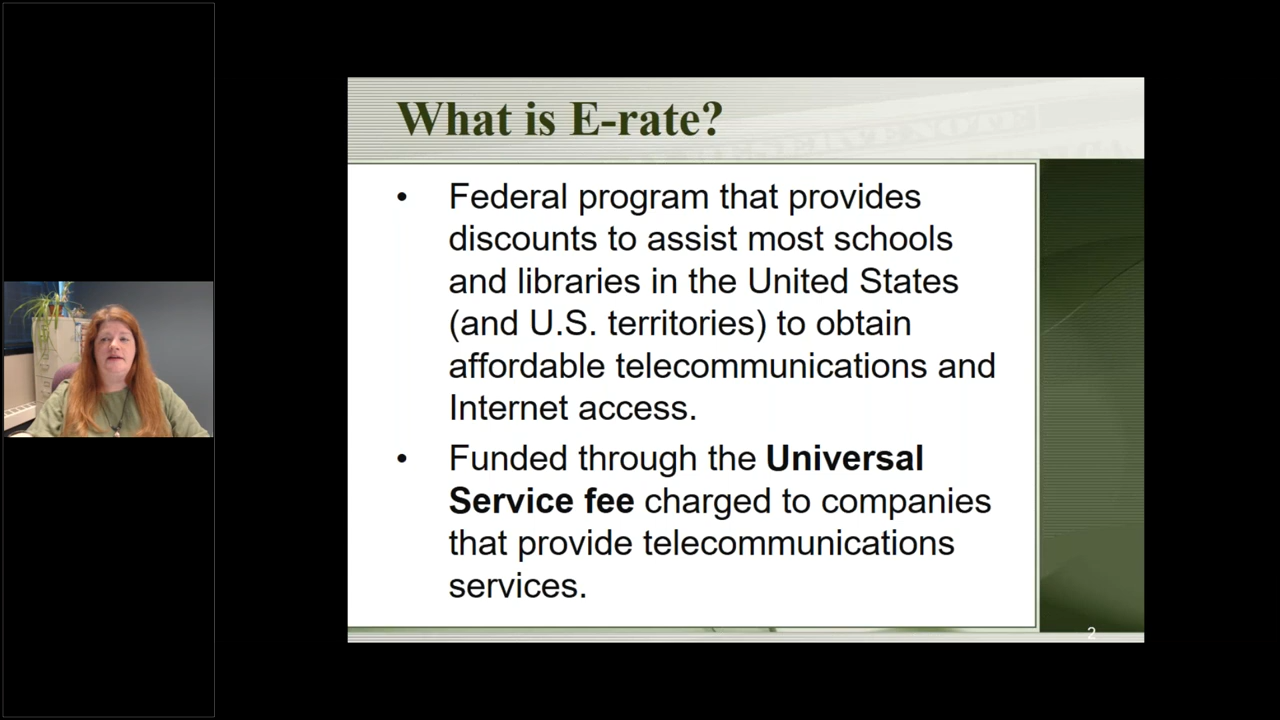 What is E-rate?
• Federal program that provides
discounts to assist most schools
and libraries in the United States
(and U.S. territories) to obtain
affordable telecommunications and
Internet access.
• Funded through the Universal
Service fee charged to companies
that provide telecommunications
services.
2